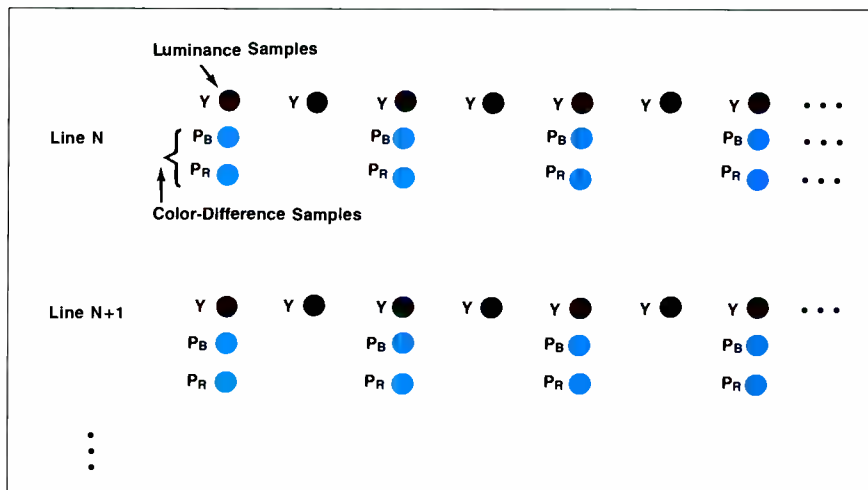 Luminance Samples
Y Y Y Y Y Y Y • • •
Line N
PB PB PB PB • • •
PR PR PR PR • • •
Color-Difference Samples
Line N+1
Y Y Y Y Y Y Y • • •
PB PB PB PB
PR PR PR PR